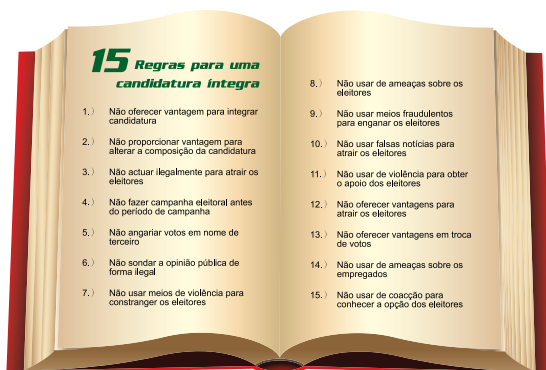 15 Regras para uma
candidatura íntegra
1.) Não oferecer vantagem para integrar
candidatura
2.) Não proporcionar vantagem para
alterar a composição da candidatura
3.) Não actuar ilegalmente para atrair os
eleitores
4.) Não fazer campanha eleitoral antes
do período de campanha
5.) Não angariar votos em nome de
terceiro
6.) Não sondar a opinião pública de
forma ilegal
7.) Não usar meios de violência para
constranger os eleitores
8.) Não usar de ameaças sobre os
eleitores
9.) Não usar meios fraudulentos
para enganar os eleitores
10.) Não usar falsas notícias para
atrair os eleitores
11.) Não usar de violência para obter
o apoio dos eleitores
12.) Não oferecer vantagens para
atrair os eleitores
13.) Não oferecer vantagens em troca
de votos
14.) Não usar de ameaças sobre os
empregados
15.) Não usar de coacção para
conhecer a opção dos eleitores